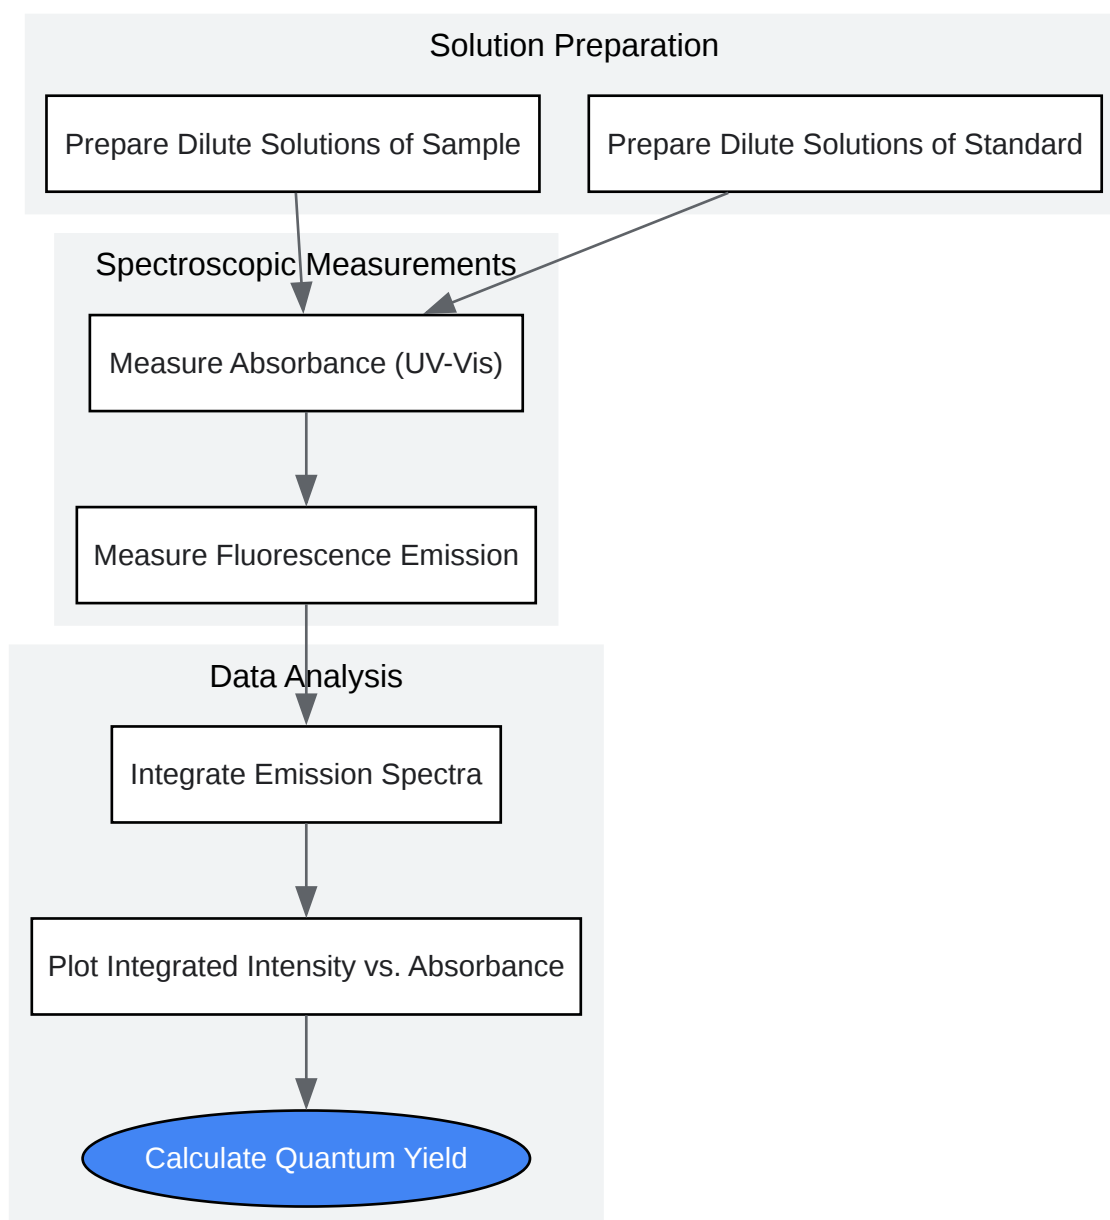 Solution Preparation
Prepare Dilute Solutions of Sample
Prepare Dilute Solutions of Standard
Spectroscopic Measurements
Measure Absorbance (UV-Vis)
Measure Fluorescence Emission
Data Analysis
Integrate Emission Spectra
Plot Integrated Intensity vs. Absorbance
Calculate Quantum Yield